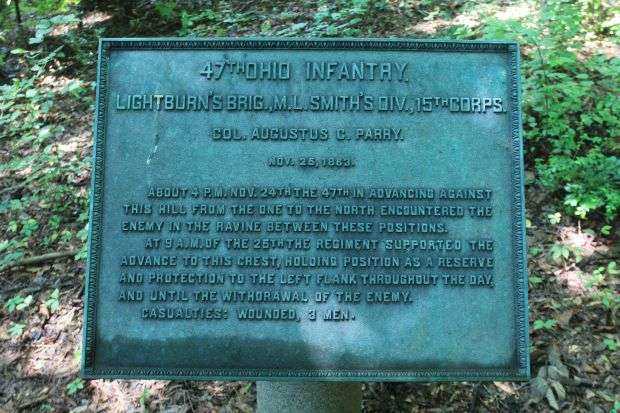 47TH OHIO INFANTRY.
LIGHTBURN'S BRIG., M.L. SMITH'S DIV., 15TH CORPS.
COL. AUGUSTUS C. PARRY.
NOV. 25, 1863.
ABOUT 4 P.M. NOV. 24TH THE 47TH IN ADVANCING AGAINST
THIS HILL FROM THE ONE TO THE NORTH ENCOUNTERED THE
ENEMY IN THE RAVINE BETWEEN THESE POSITIONS.
AT 9 A.M. OF THE 25TH THE REGIMENT SUPPORTED THE
ADVANCE TO THIS CREST, HOLDING POSITION AS A RESERVE
AND PROTECTION TO THE LEFT FLANK THROUGHOUT THE DAY,
AND UNTIL THE WITHDRAWAL OF THE ENEMY.
CASUALTIES: WOUNDED, 3 MEN.